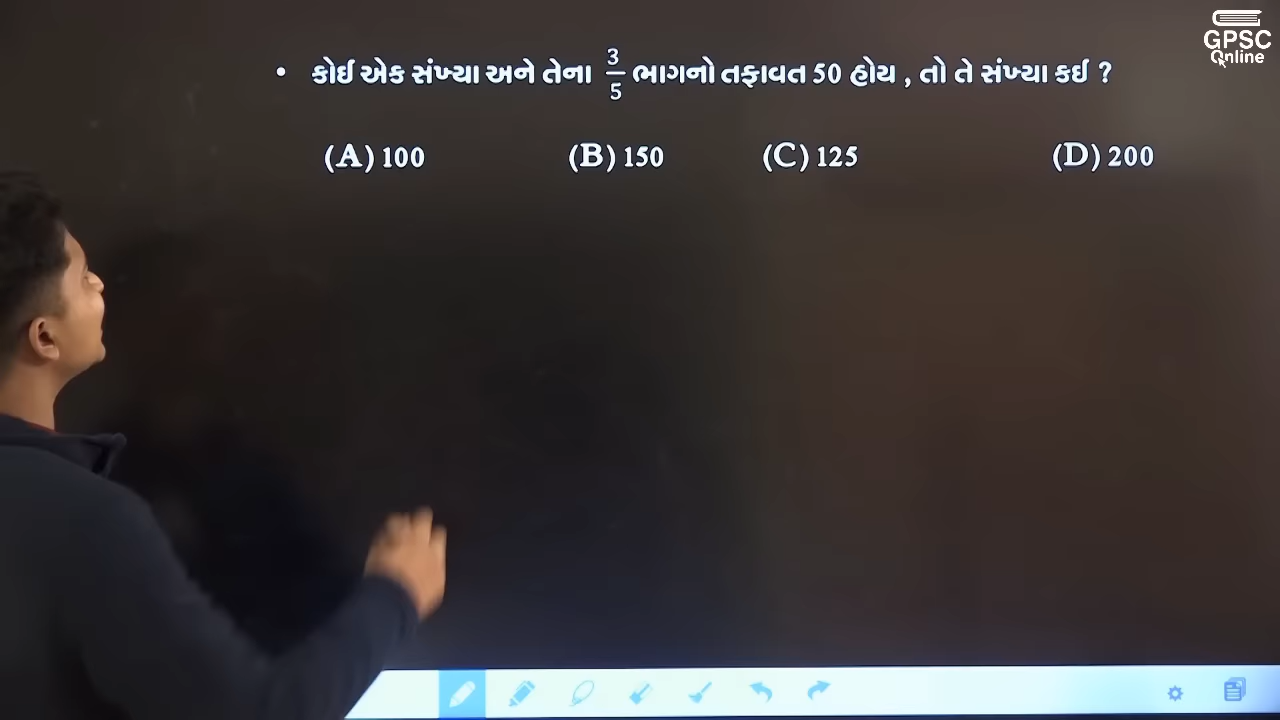 GPSC
Online
• કોઈ એક સંખ્યા અને તેના 3/5 ભાગનો તફાવત 50 હોય , તો તે સંખ્યા કઈ ?
(A) 100 (B) 150 (C) 125 (D) 200